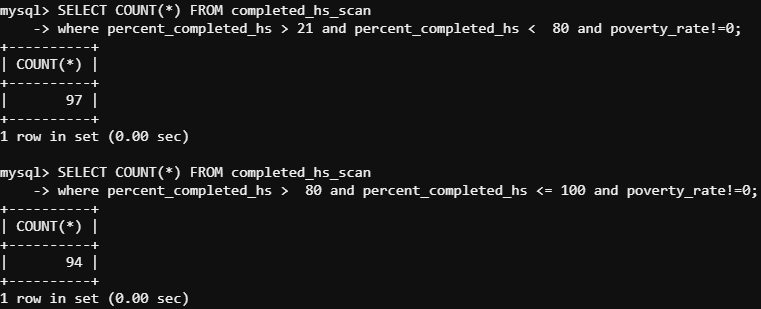 mysql> SELECT COUNT(*) FROM completed_hs_scan
    -> where percent_completed_hs > 21 and percent_completed_hs <  80 and poverty_rate!=0;
+----------+
| COUNT(*) |
+----------+
|       97 |
+----------+
1 row in set (0.00 sec)

mysql> SELECT COUNT(*) FROM completed_hs_scan
    -> where percent_completed_hs >  80 and percent_completed_hs <= 100 and poverty_rate!=0;
+----------+
| COUNT(*) |
+----------+
|       94 |
+----------+
1 row in set (0.00 sec)